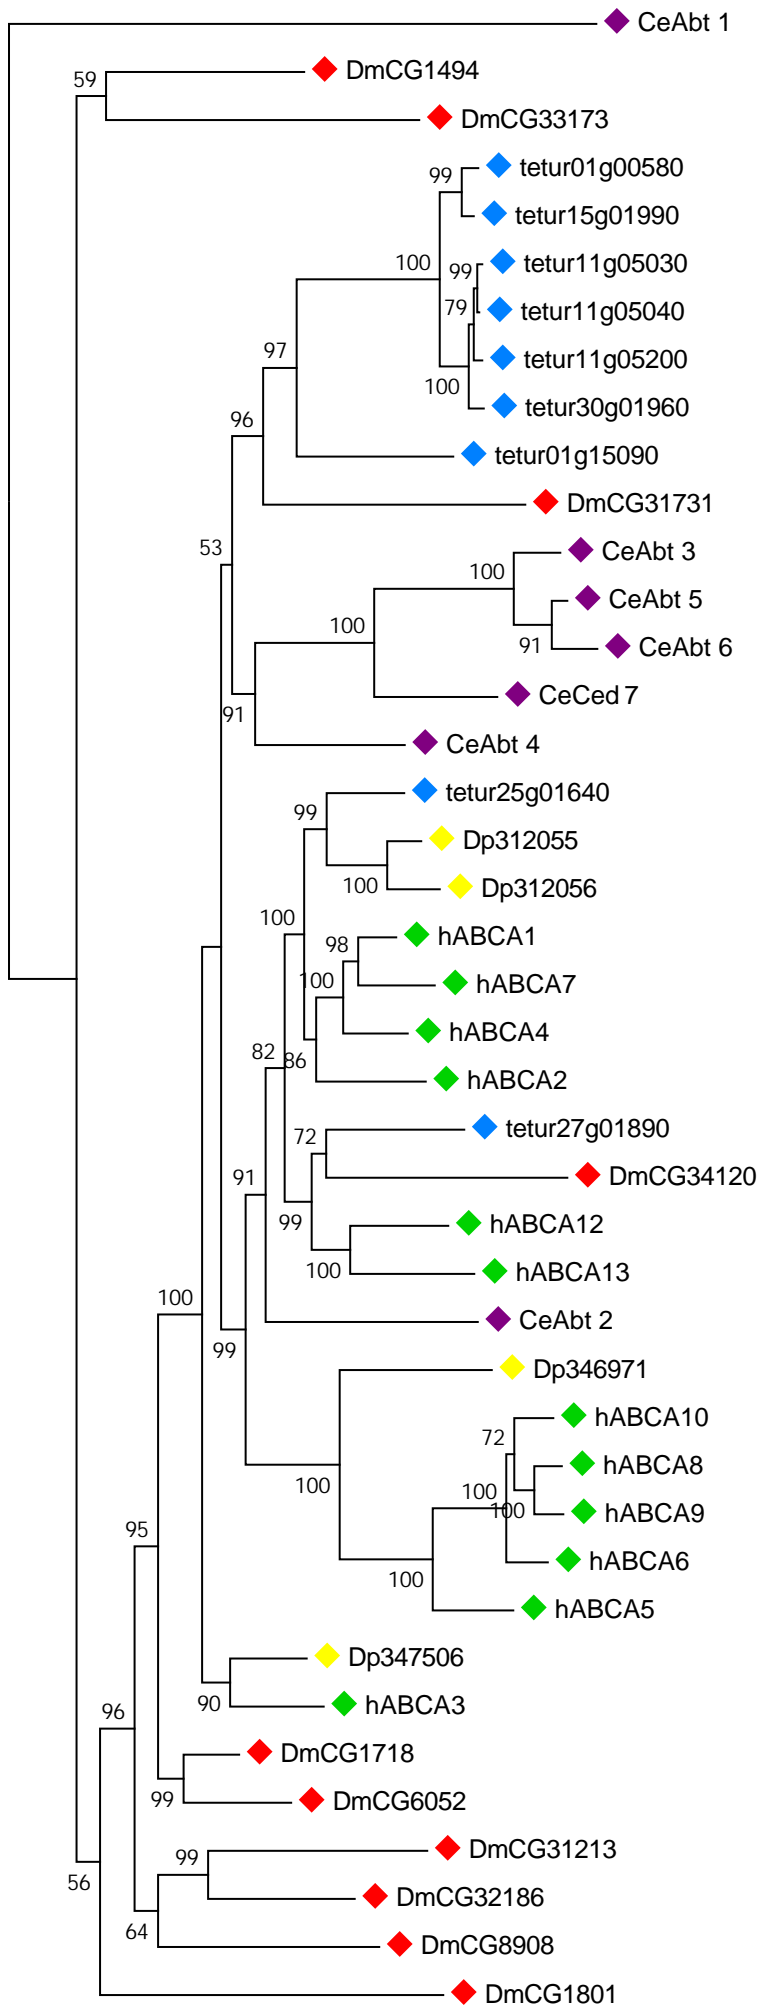 CeAbt 1
DmCG1494
59
DmCG33173
tetur01g00580
99
tetur15g01990
100
tetur11g05030
99
tetur11g05040
79
tetur11g05200
100
tetur30g01960
97
tetur01g15090
96
DmCG31731
53
CeAbt 3
100
CeAbt 5
100
91
CeAbt 6
CeCed 7
91
CeAbt 4
tetur25g01640
99
Dp312055
100
Dp312056
100
hABCA1
98
100
hABCA7
hABCA4
82
86
hABCA2
tetur27g01890
72
DmCG34120
91
99
hABCA12
100
hABCA13
100
CeAbt 2
99
Dp346971
hABCA10
72
hABCA8
100
100
100
hABCA9
95
hABCA6
100
hABCA5
Dp347506
90
hABCA3
96
DmCG1718
99
DmCG6052
DmCG31213
99
56
DmCG32186
64
DmCG8908
DmCG1801